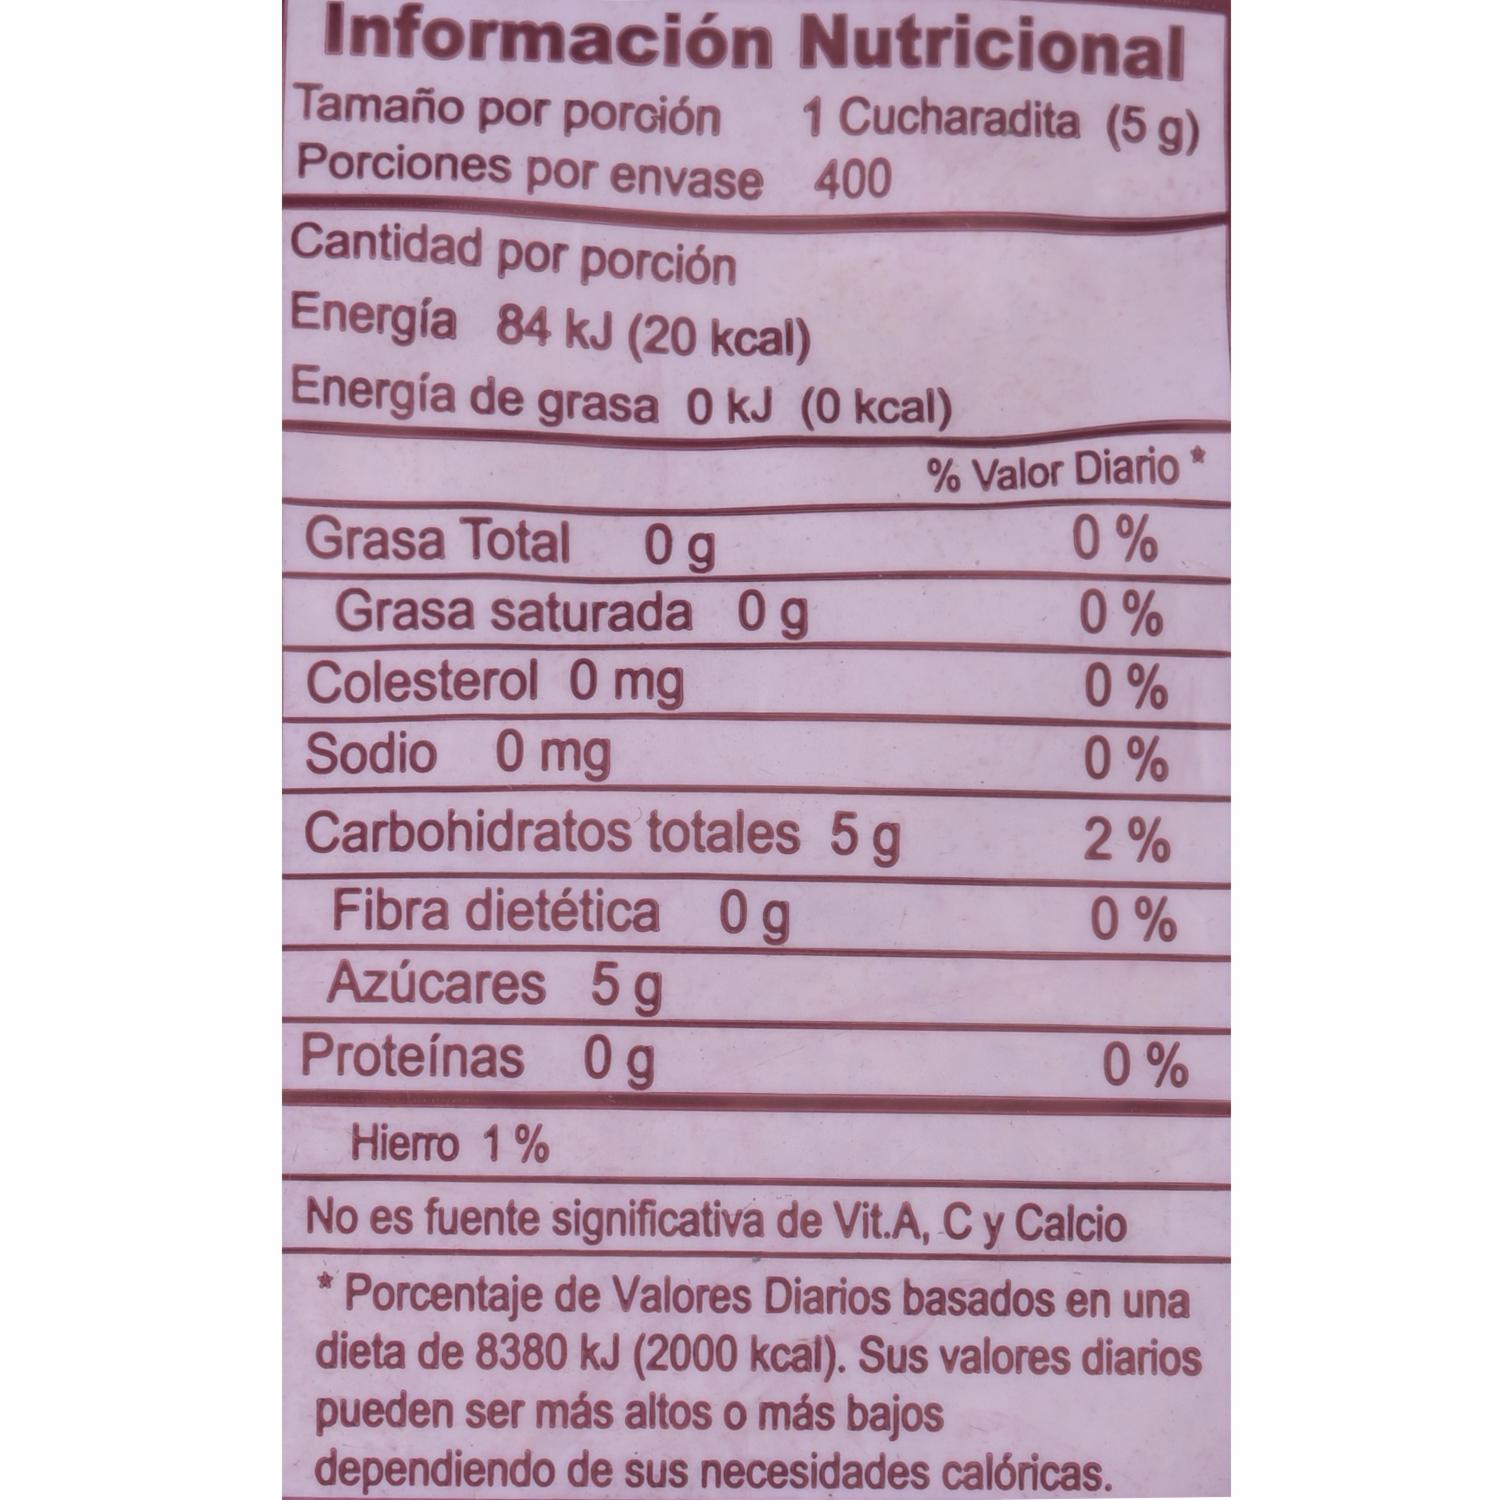 Información Nutricional
Tamaño por porción 1 Cucharadita (5 g)
Porciones por envase 400
Cantidad por porción
Energía 84 kJ (20 kcal)
Energía de grasa 0 kJ (0 kcal)
% Valor Diario *
Grasa Total 0 g 0 %
Grasa saturada 0 g 0 %
Colesterol 0 mg 0 %
Sodio 0 mg 0 %
Carbohidratos totales 5 g 2 %
Fibra dietética 0 g 0 %
Azúcares 5 g
Proteínas 0 g 0 %
Hierro 1 %
No es fuente significativa de Vit.A, C y Calcio
* Porcentaje de Valores Diarios basados en una
dieta de 8380 kJ (2000 kcal). Sus valores diarios
pueden ser más altos o más bajos
dependiendo de sus necesidades calóricas.